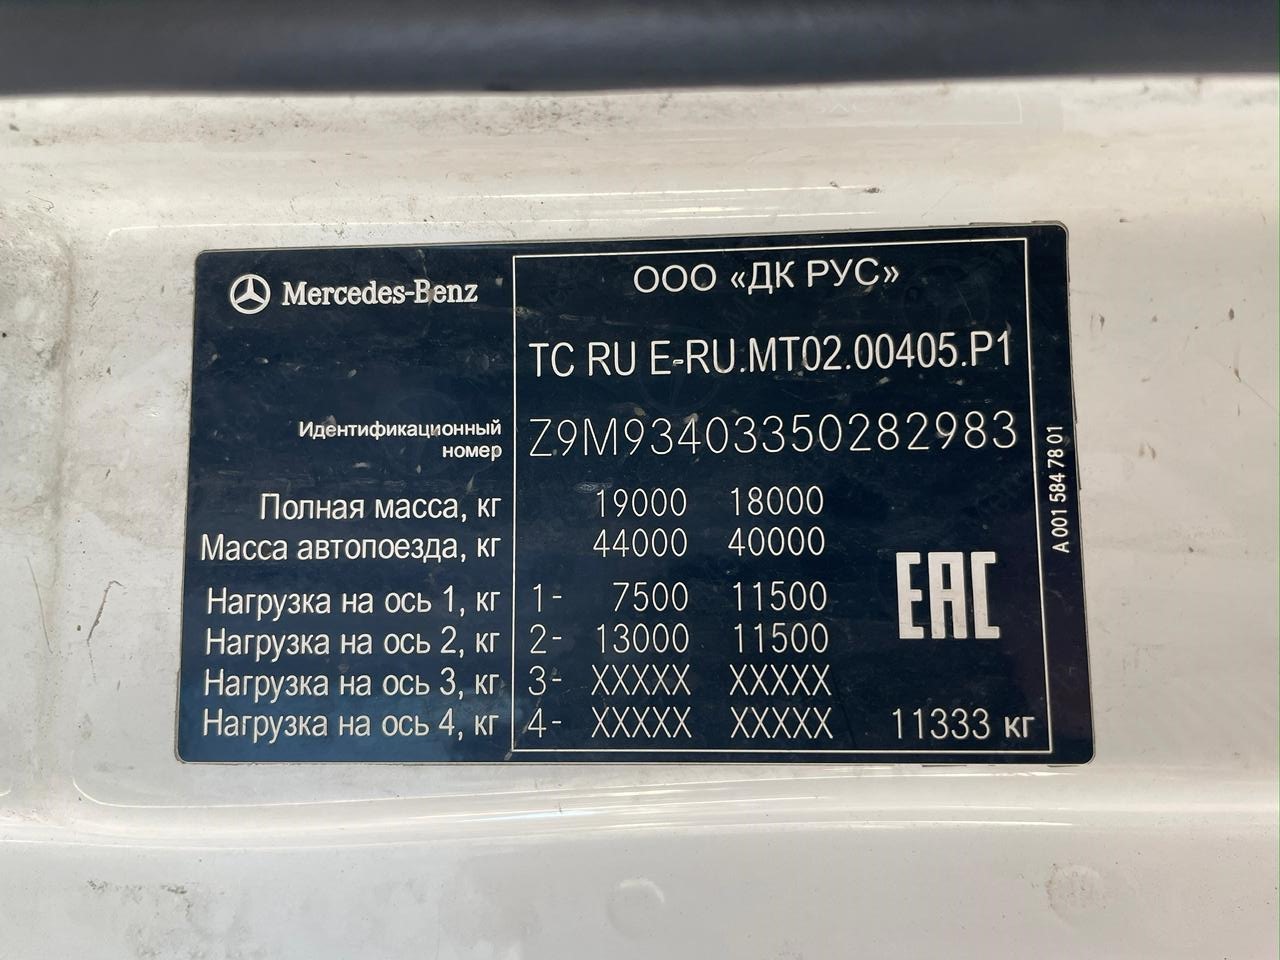 Mercedes-Benz
ООО «ДК РУС»
TC RU E-RU.MT02.00405.P1
Идентификационный
номер
Z9M93403350282983
Полная масса, кг 19000 18000
Масса автопоезда, кг 44000 40000
Нагрузка на ось 1, кг 1- 7500 11500
Нагрузка на ось 2, кг 2- 13000 11500
Нагрузка на ось 3, кг 3- XXXXX XXXXX
Нагрузка на ось 4, кг 4- XXXXX XXXXX 11333 кг
EAC
A 001 584 78 01